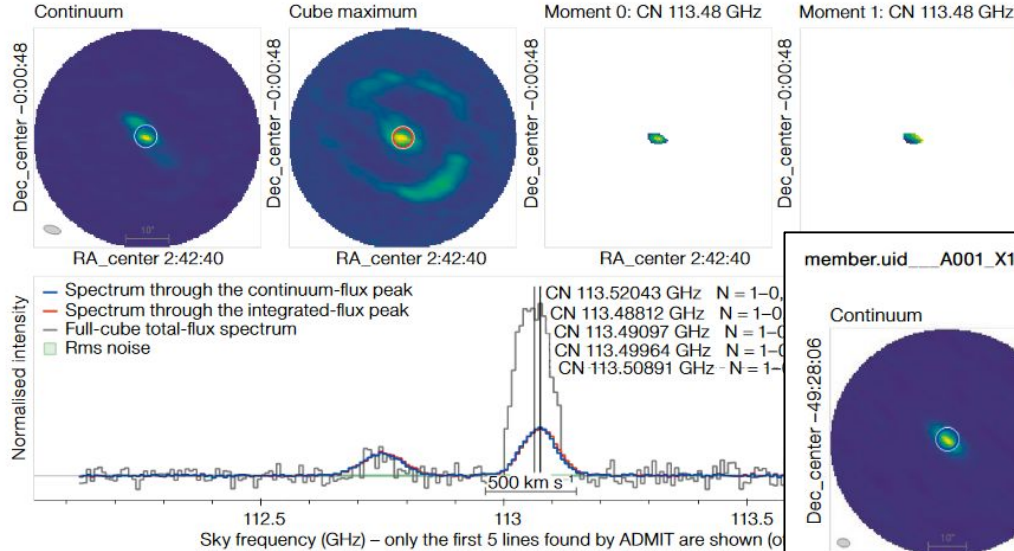 Continuum
Cube maximum
Moment 0: CN 113.48 GHz
Moment 1: CN 113.48 GHz
Dec_center –0:00:48
Dec_center –0:00:48
Dec_center –0:00:48
Dec_center –0:00:48
10"
RA_center 2:42:40
RA_center 2:42:40
RA_center 2:42:40
Normalised intensity
Spectrum through the continuum-flux peak
Spectrum through the integrated-flux peak
Full-cube total-flux spectrum
Rms noise
CN 113.52043 GHz N = 1–0,
CN 113.48812 GHz N = 1–0
CN 113.49097 GHz N = 1–0
CN 113.49964 GHz N = 1–0
CN 113.50891 GHz N = 1–
500 km s⁻¹
112.5
113
113.5
Sky frequency (GHz) – only the first 5 lines found by ADMIT are shown (o
member.uid___A001_X1
Continuum
Dec_center –49:28:06